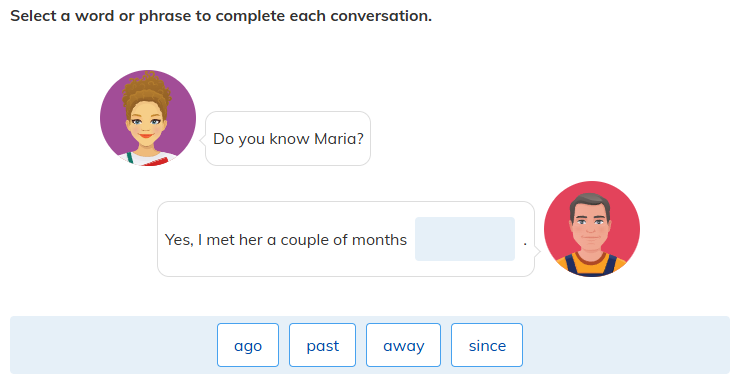 Select a word or phrase to complete each conversation.
Do you know Maria?
Yes, I met her a couple of months .
ago past away since